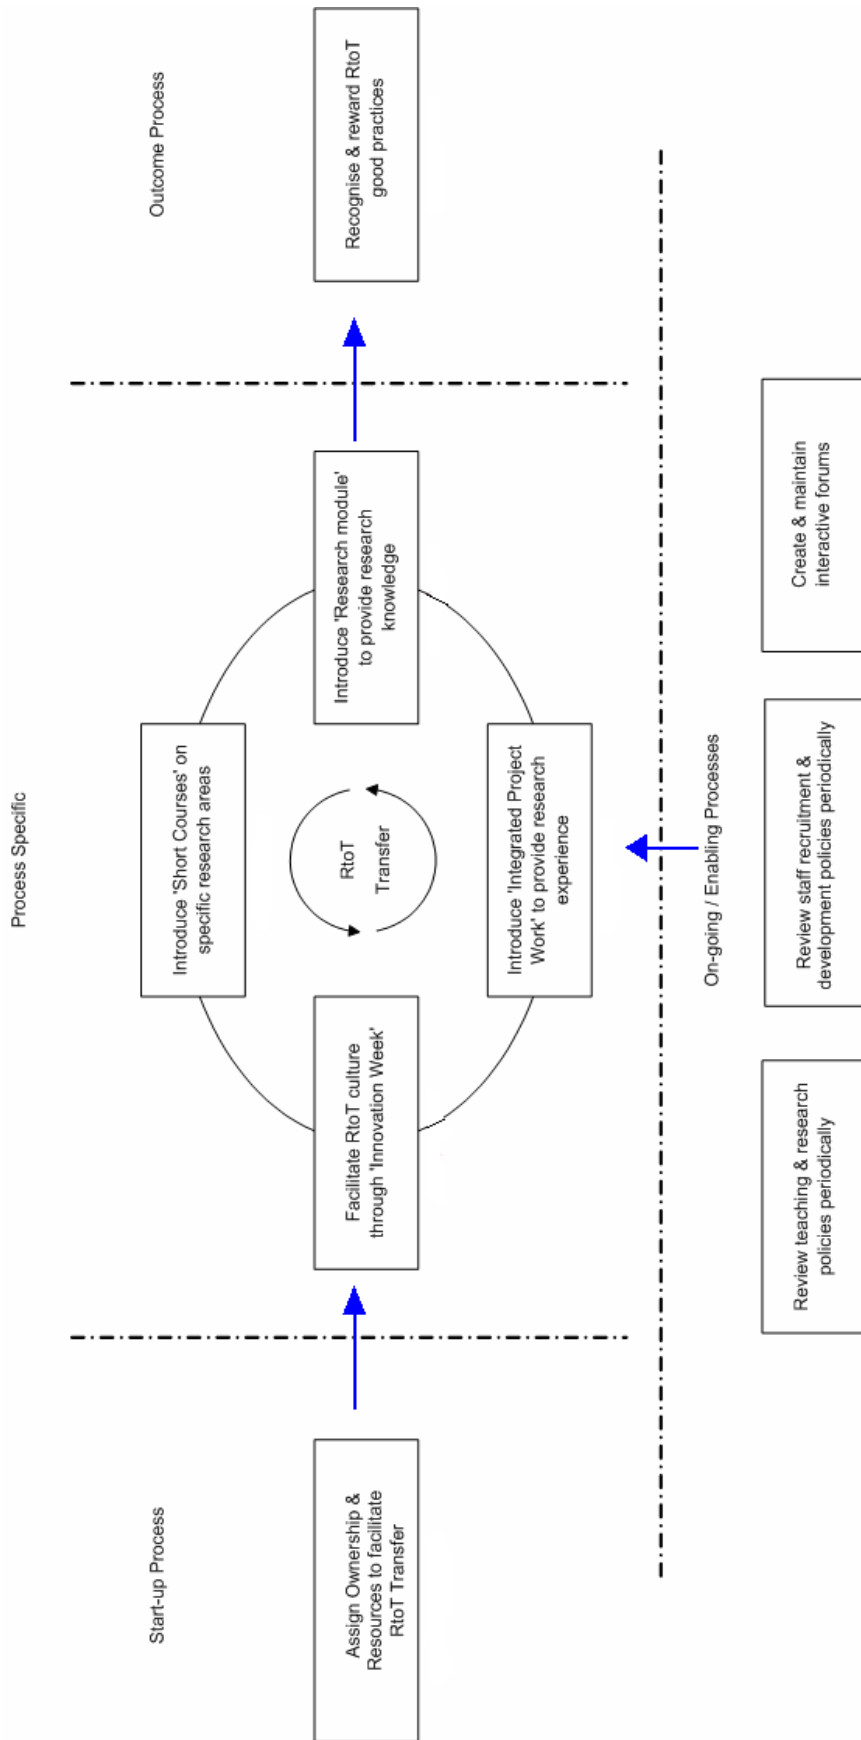 Process Specific
Start-up Process
Outcome Process
Assign Ownership &
Resources to facilitate
RtoT Transfer
Facilitate RtoT culture
through 'Innovation Week'
Introduce 'Short Courses' on
specific research areas
RtoT
Transfer
Introduce 'Integrated Project
Work' to provide research
experience
Introduce 'Research module'
to provide research
knowledge
Recognise & reward RtoT
good practices
On-going / Enabling Processes
Review teaching & research
policies periodically
Review staff recruitment &
development policies periodically
Create & maintain
interactive forums